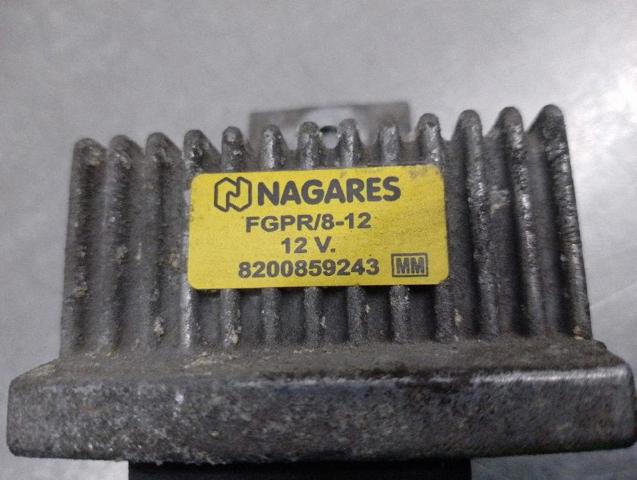 NAGARES
FGPR/8-12
12 V.
8200859243 MM